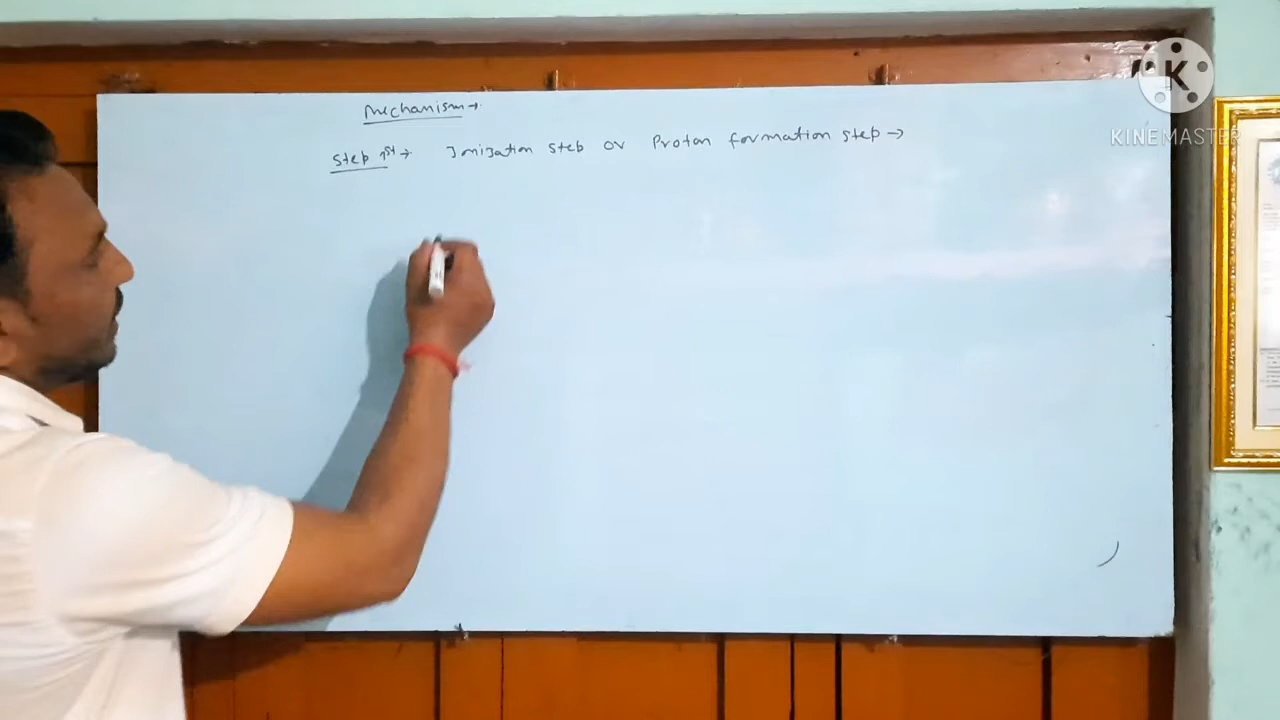 Mechanism →
Step 1st → Ionization step or Proton formation step →
K
KINEMASTER